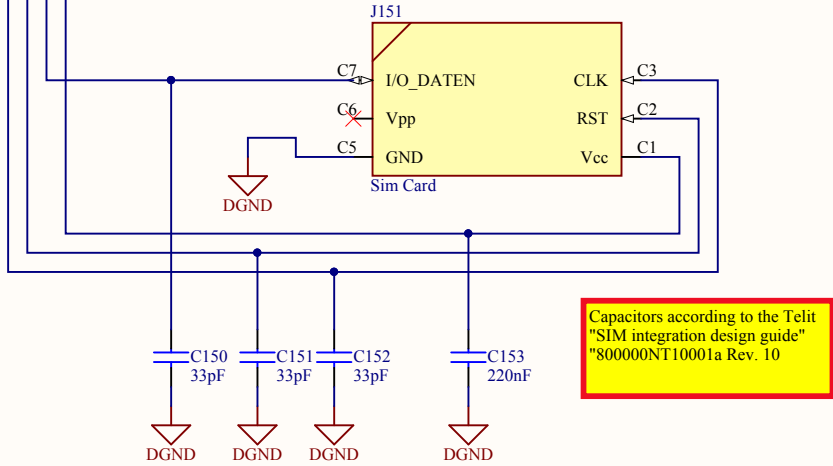 J151
C7
I/O_DATEN
CLK
C3
C6
Vpp
RST
C2
C5
GND
Vcc
C1
DGND
Sim Card
Capacitors according to the Telit
"SIM integration design guide"
"800000NT10001a Rev. 10
C150
33pF
C151
33pF
C152
33pF
C153
220nF
DGND
DGND
DGND
DGND